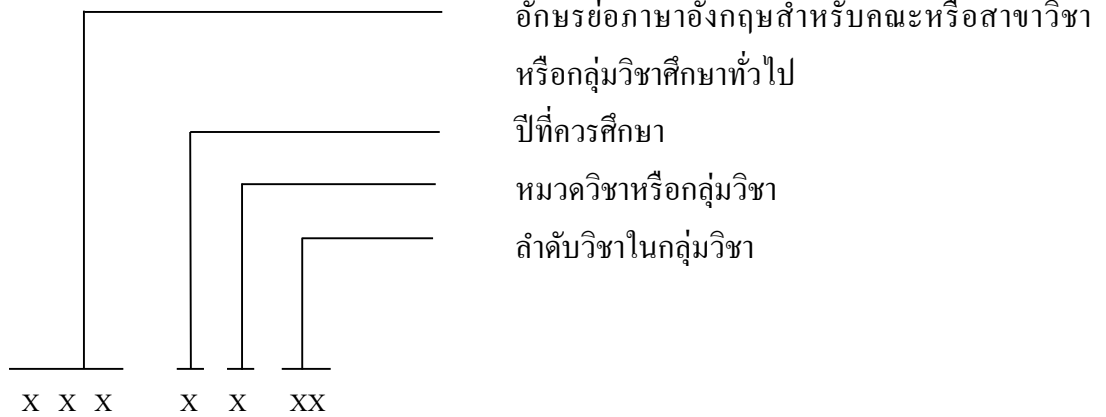 อักษรย่อภาษาอังกฤษสำหรับคณะหรือสาขาวิชา
หรือกลุ่มวิชาศึกษาทั่วไป
ปีที่ควรศึกษา
หมวดวิชาหรือกลุ่มวิชา
ลำดับวิชาในกลุ่มวิชา
X X X X X XX